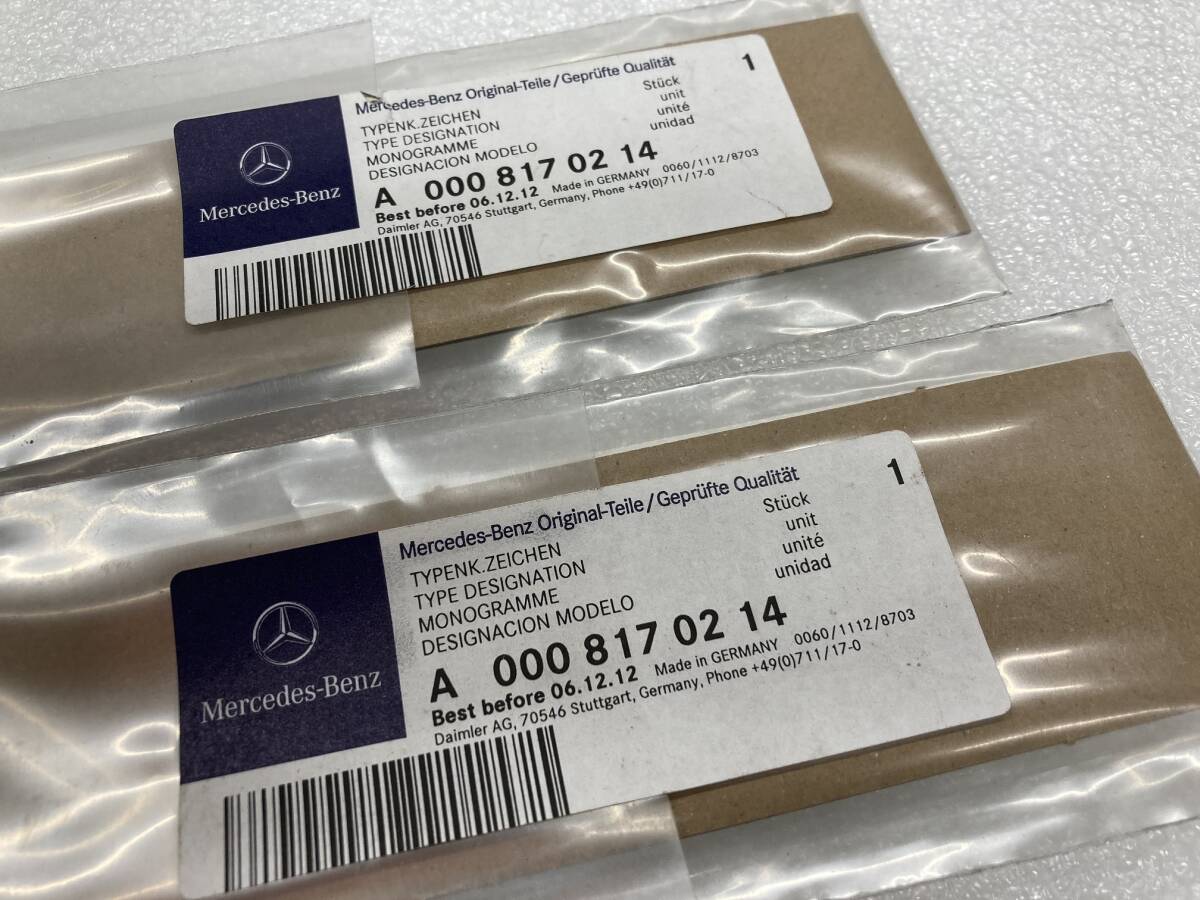 Mercedes-Benz Original-Teile/Geprüfte Qualität 1
TYPENK.ZEICHEN Stück
TYPE DESIGNATION unit
MONOGRAMME unité
DESIGNACION MODELO unidad
A 000 817 02 14
Best before 06.12.12 Made in GERMANY 0060/1112/8703
Daimler AG, 70546 Stuttgart, Germany, Phone +49(0)711/17-0
Mercedes-Benz
Mercedes-Benz Original-Teile/Geprüfte Qualität 1
TYPENK.ZEICHEN Stück
TYPE DESIGNATION unit
MONOGRAMME unité
DESIGNACION MODELO unidad
A 000 817 02 14
Best before 06.12.12 Made in GERMANY 0060/1112/8703
Daimler AG, 70546 Stuttgart, Germany, Phone +49(0)711/17-0
Mercedes-Benz